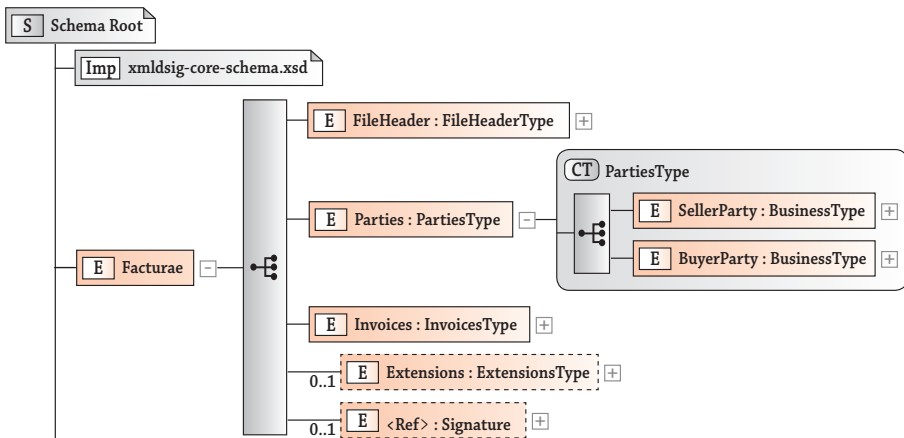 S Schema Root
Imp xmldsig-core-schema.xsd
E FileHeader : FileHeaderType
CT PartiesType
E SellerParty : BusinessType
E Parties : PartiesType
E BuyerParty : BusinessType
E Facturae
E Invoices : InvoicesType
E Extensions : ExtensionsType
0..1
E <Ref> : Signature
0..1